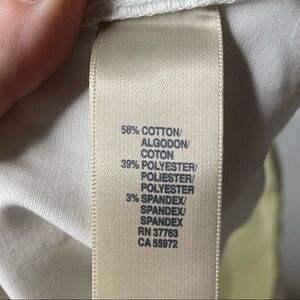 58% COTTON/
ALGODON/
COTON
39% POLYESTER/
POLIESTER/
POLYESTER
3% SPANDEX/
SPANDEX/
SPANDEX
RN 37763
CA 55972